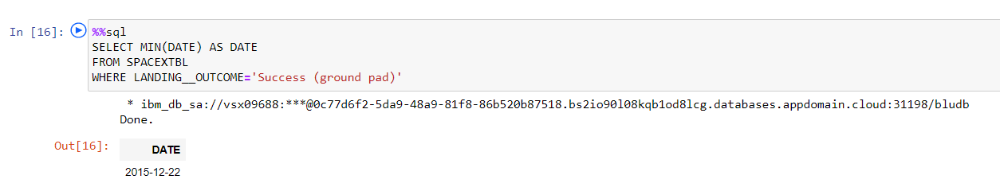 In [16]: %%sql
SELECT MIN(DATE) AS DATE
FROM SPACEXTBL
WHERE LANDING__OUTCOME='Success (ground pad)'
* ibm_db_sa://vsx09688:***@0c77d6f2-5da9-48a9-81f8-86b520b87518.bs2io90l08kqb1od8lcg.databases.appdomain.cloud:31198/bludb
Done.
Out[16]: DATE
2015-12-22